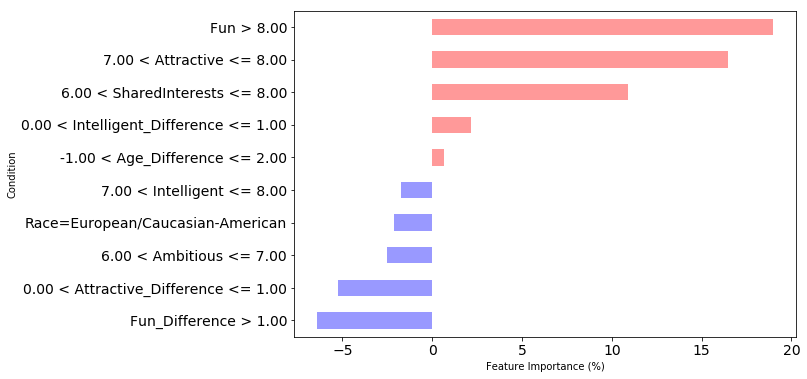 Fun > 8.00
7.00 < Attractive <= 8.00
6.00 < SharedInterests <= 8.00
0.00 < Intelligent_Difference <= 1.00
-1.00 < Age_Difference <= 2.00
7.00 < Intelligent <= 8.00
Race=European/Caucasian-American
6.00 < Ambitious <= 7.00
0.00 < Attractive_Difference <= 1.00
Fun_Difference > 1.00
Condition
−5 0 5 10 15 20
Feature Importance (%)